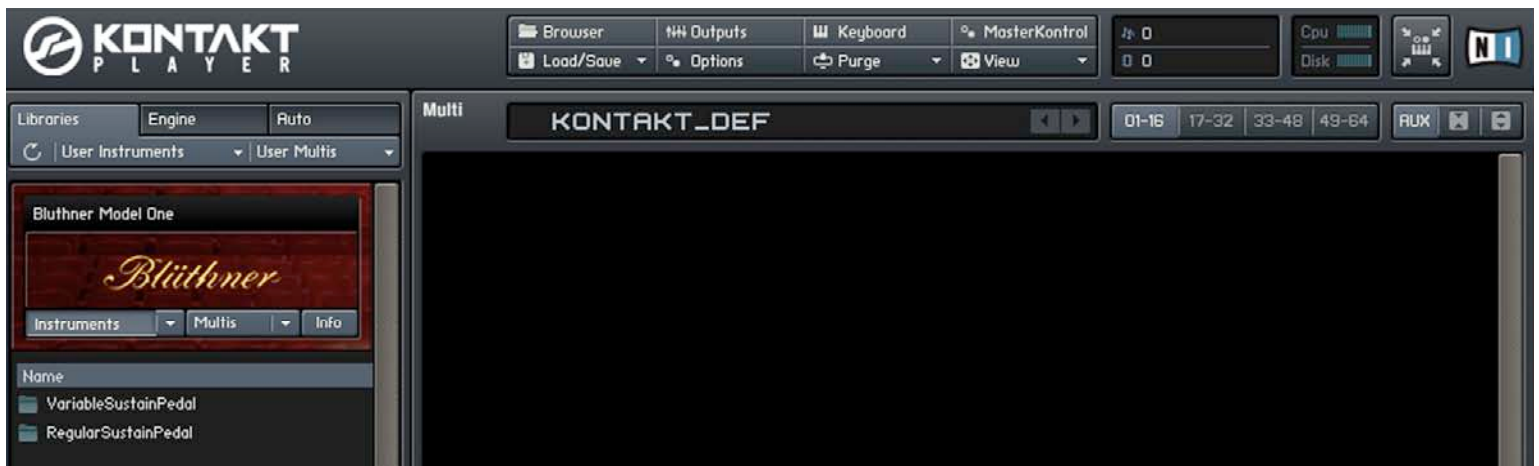 KONTAKT
PLAYER
Browser
Outputs
Keyboard
MasterKontrol
Load/Save
Options
Purge
View
0
0
Cpu
Disk
NI
Libraries
Engine
Auto
User Instruments
User Multis
Bluthner Model One
Blüthner
Instruments
Multis
Info
Name
VariableSustainPedal
RegularSustainPedal
Multi
KONTAKT_DEF
01-16
17-32
33-48
49-64
AUX